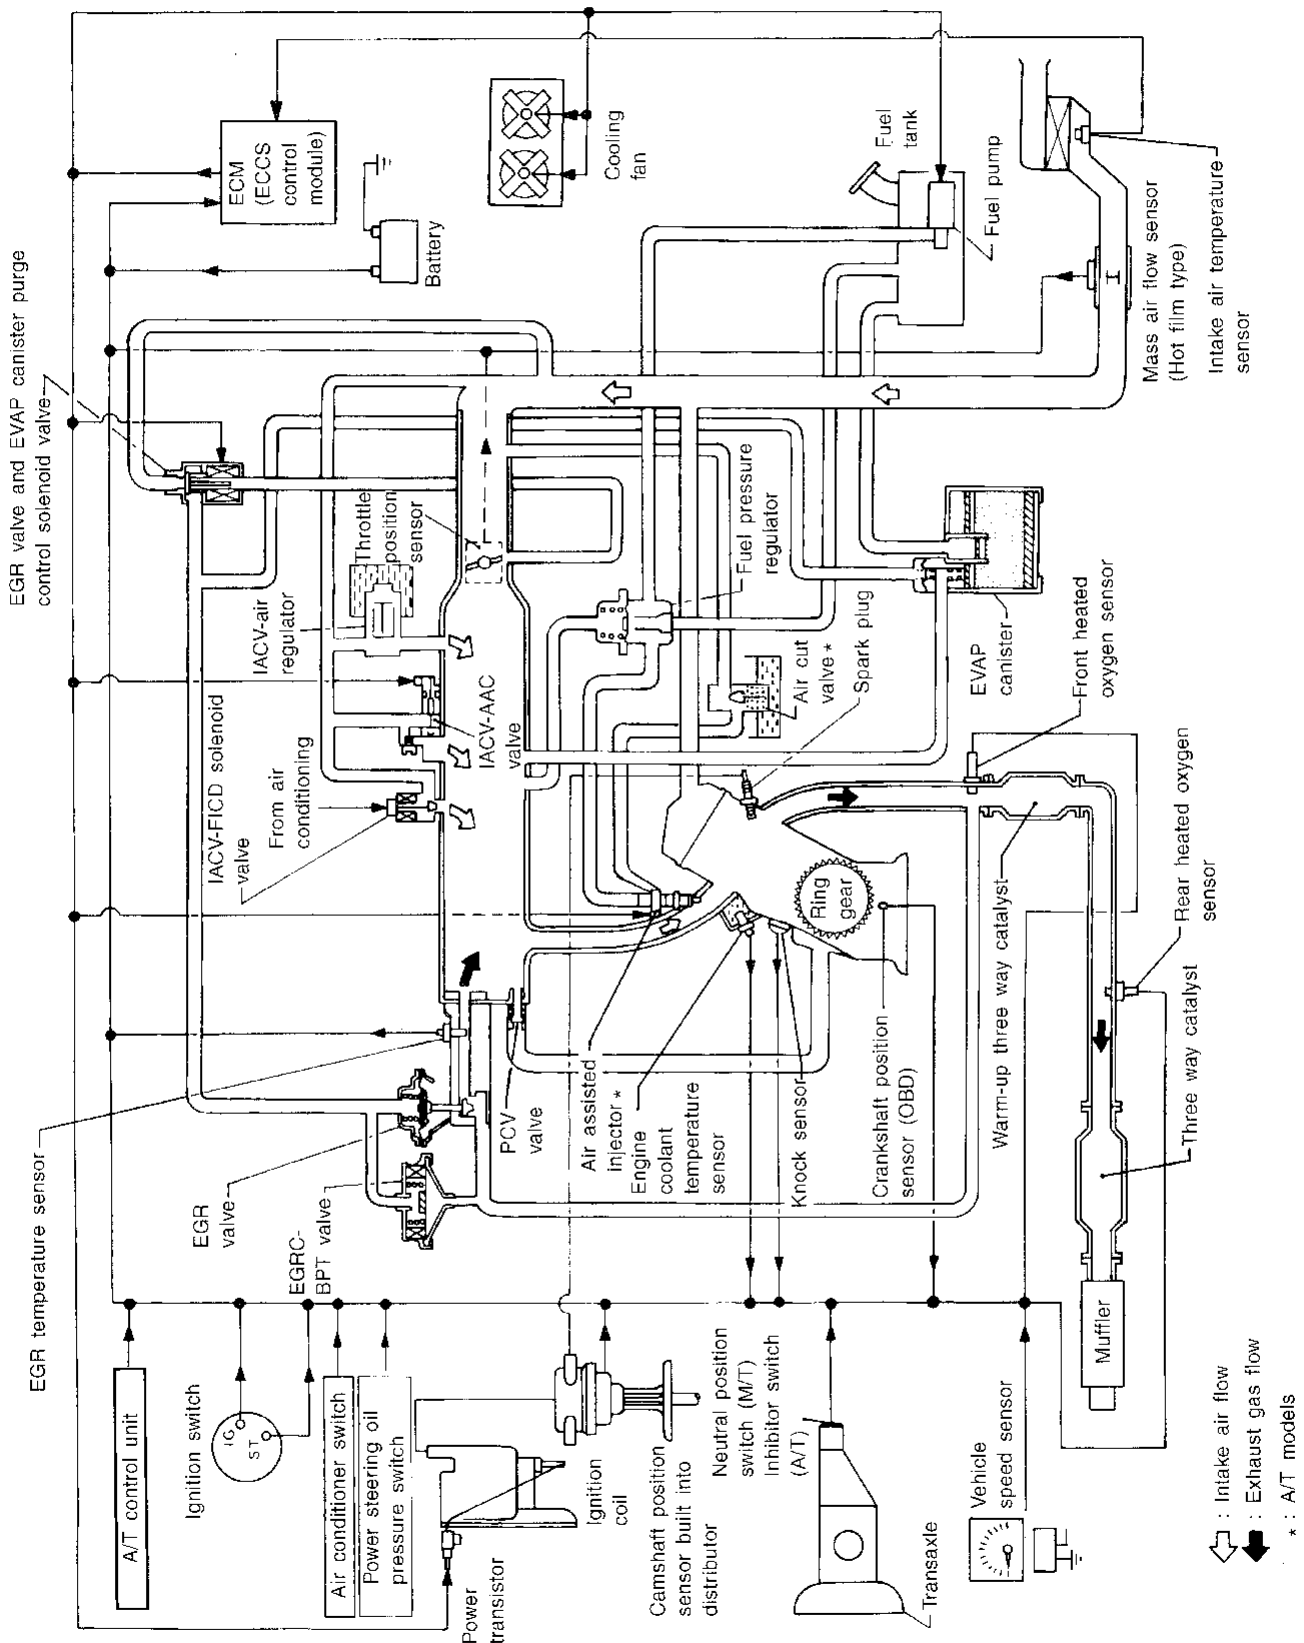 EGR valve and EVAP canister purge
control solenoid valve
ECM
(ECCS
control
module)
Battery
Cooling
fan
Fuel
tank
Fuel pump
Mass air flow sensor
(Hot film type)
Intake air temperature
sensor
Throttle
position
sensor
IACV-air
regulator
IACV-AAC
valve
IACV-FICD solenoid
valve
From air
conditioning
Fuel pressure
regulator
Air cut
valve*
Spark plug
EVAP
canister
Front heated
oxygen sensor
Rear heated oxygen
sensor
Ring
gear
Warm-up three way catalyst
Three way catalyst
EGR temperature sensor
EGR
valve
EGRC-
BPT valve
PCV
valve
Air assisted
Injector*
Engine
coolant
temperature
sensor
Knock sensor
Crankshaft position
sensor (OBD)
Muffler
A/T control unit
Ignition switch
IG
ST
Air conditioner switch
Power steering oil
pressure switch
Power
transistor
Ignition
coil
Camshaft position
sensor built into
distributor
Neutral position
switch (M/T)
Inhibitor switch
(A/T)
Transaxle
Vehicle
speed sensor
: Intake air flow
: Exhaust gas flow
* : A/T models